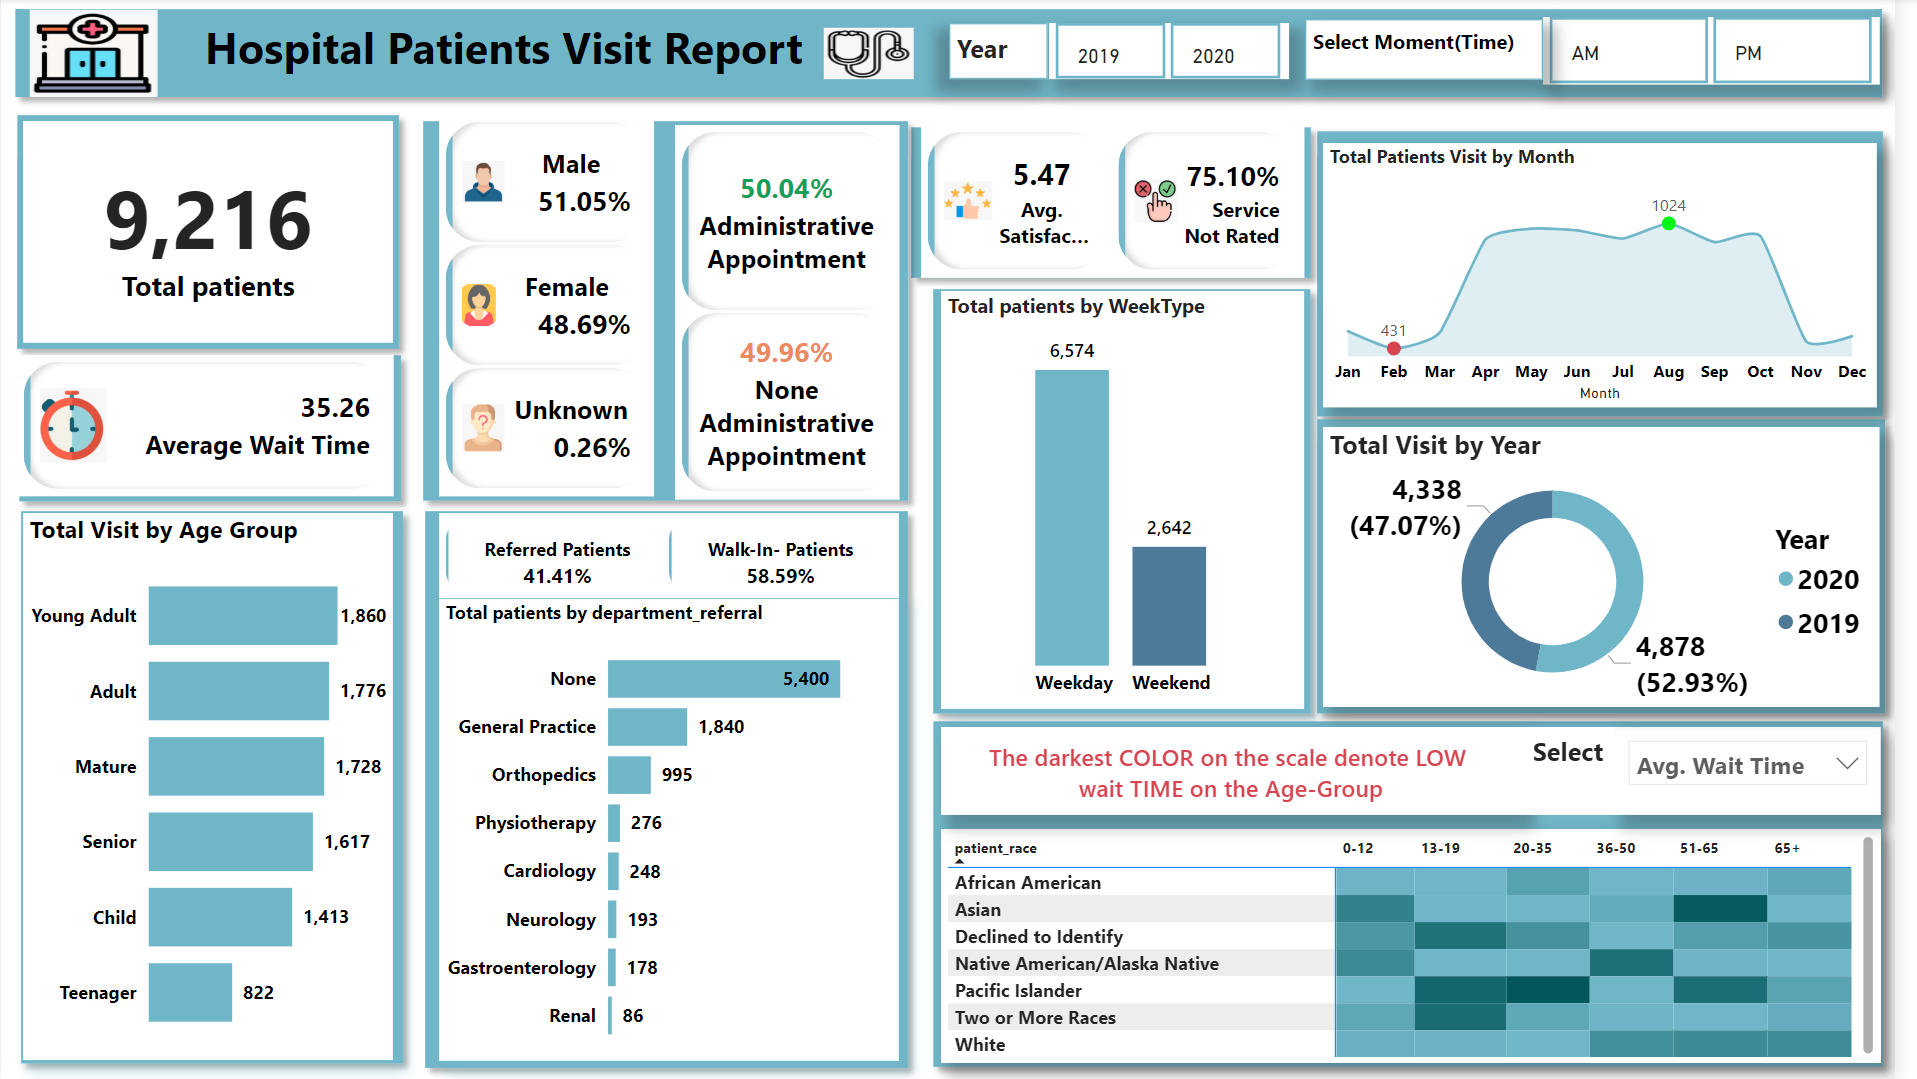 Hospital Patients Visit Report
Year
2019
2020
Select Moment(Time)
AM
PM
9,216
Total patients
35.26
Average Wait Time
Male
51.05%
Female
48.69%
Unknown
0.26%
50.04%
Administrative
Appointment
49.96%
None
Administrative
Appointment
5.47
Avg.
Satisfac...
75.10%
Service
Not Rated
Total patients by WeekType
6,574
2,642
Weekday
Weekend
Total Patients Visit by Month
1024
431
Jan Feb Mar Apr May Jun Jul Aug Sep Oct Nov Dec
Month
Total Visit by Year
4,338
(47.07%)
4,878
(52.93%)
Year
2020
2019
Total Visit by Age Group
Young Adult 1,860
Adult 1,776
Mature 1,728
Senior 1,617
Child 1,413
Teenager 822
Referred Patients
41.41%
Walk-In- Patients
58.59%
Total patients by department_referral
None 5,400
General Practice 1,840
Orthopedics 995
Physiotherapy 276
Cardiology 248
Neurology 193
Gastroenterology 178
Renal 86
The darkest COLOR on the scale denote LOW
wait TIME on the Age-Group
Select
Avg. Wait Time
patient_race 0-12 13-19 20-35 36-50 51-65 65+
African American
Asian
Declined to Identify
Native American/Alaska Native
Pacific Islander
Two or More Races
White